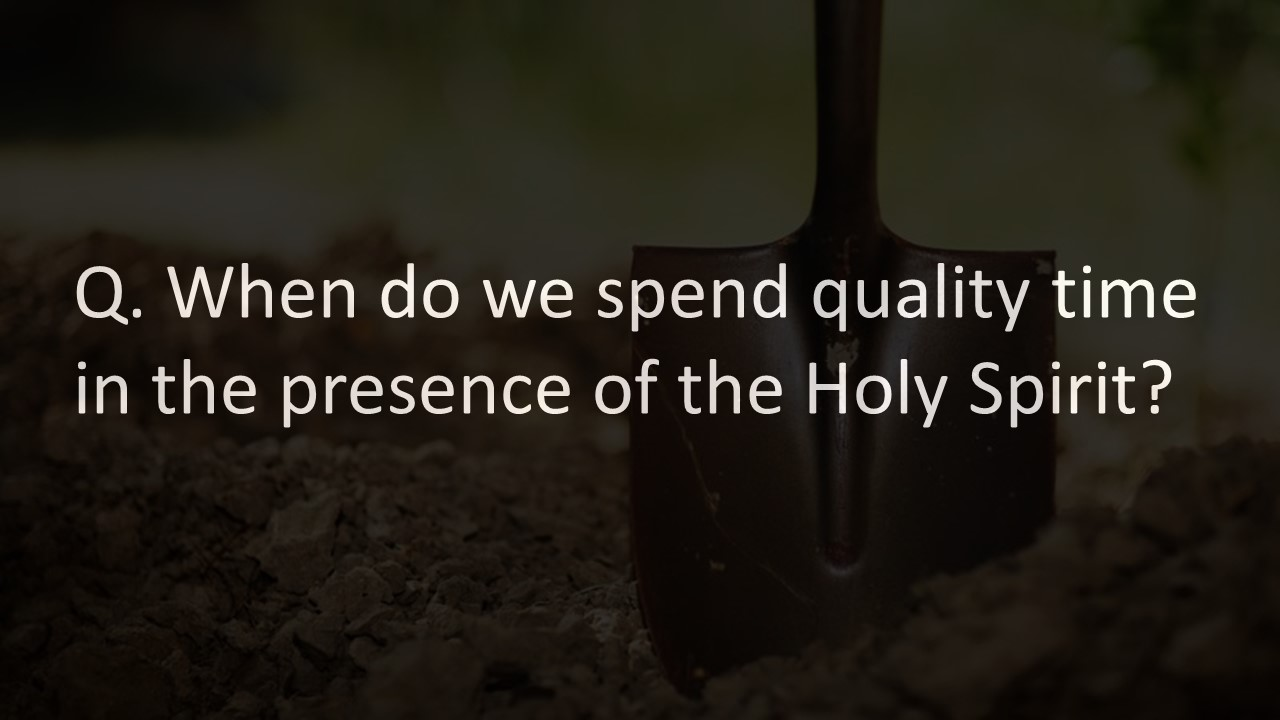 Q. When do we spend quality time
in the presence of the Holy Spirit?